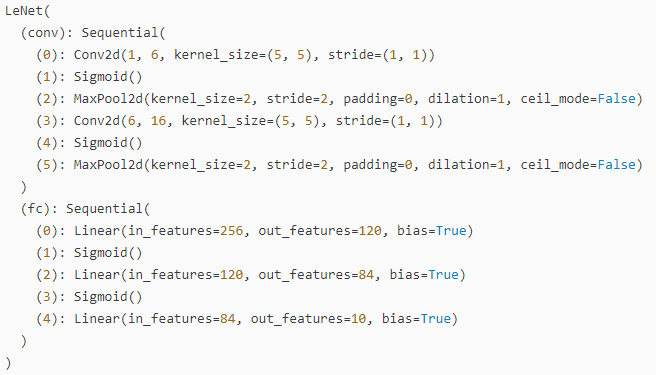 LeNet(
  (conv): Sequential(
    (0): Conv2d(1, 6, kernel_size=(5, 5), stride=(1, 1))
    (1): Sigmoid()
    (2): MaxPool2d(kernel_size=2, stride=2, padding=0, dilation=1, ceil_mode=False)
    (3): Conv2d(6, 16, kernel_size=(5, 5), stride=(1, 1))
    (4): Sigmoid()
    (5): MaxPool2d(kernel_size=2, stride=2, padding=0, dilation=1, ceil_mode=False)
  )
  (fc): Sequential(
    (0): Linear(in_features=256, out_features=120, bias=True)
    (1): Sigmoid()
    (2): Linear(in_features=120, out_features=84, bias=True)
    (3): Sigmoid()
    (4): Linear(in_features=84, out_features=10, bias=True)
  )
)